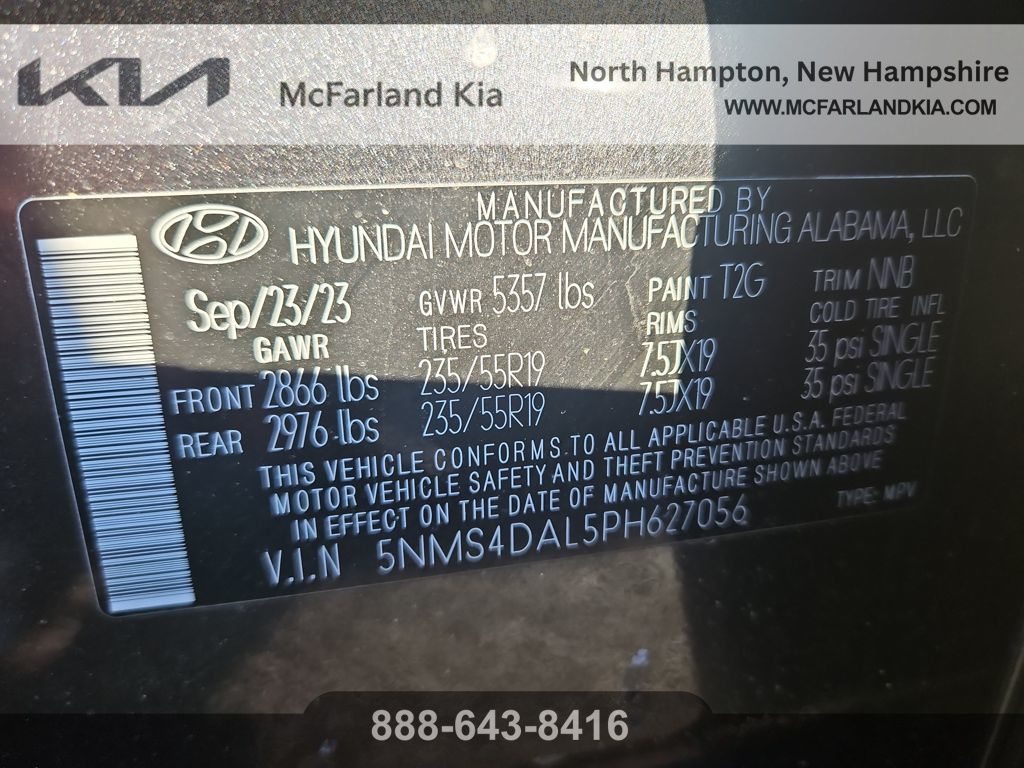 KIA
McFarland Kia
North Hampton, New Hampshire
WWW.MCFARLANDKIA.COM
MANUFACTURED BY
HYUNDAI MOTOR MANUFACTURING ALABAMA, LLC
Sep/23/23 GVWR 5357 lbs PAINT T2G TRIM NNB
GAWR TIRES RIMS COLD TIRE INFL
FRONT 2866 lbs 235/55R19 7.5JX19 35 psi SINGLE
REAR 2976 lbs 235/55R19 7.5JX19 35 psi SINGLE
THIS VEHICLE CONFORMS TO ALL APPLICABLE U.S.A. FEDERAL
MOTOR VEHICLE SAFETY AND THEFT PREVENTION STANDARDS
IN EFFECT ON THE DATE OF MANUFACTURE SHOWN ABOVE
V.I.N 5NMS4DAL5PH627056 TYPE: MPV
888-643-8416